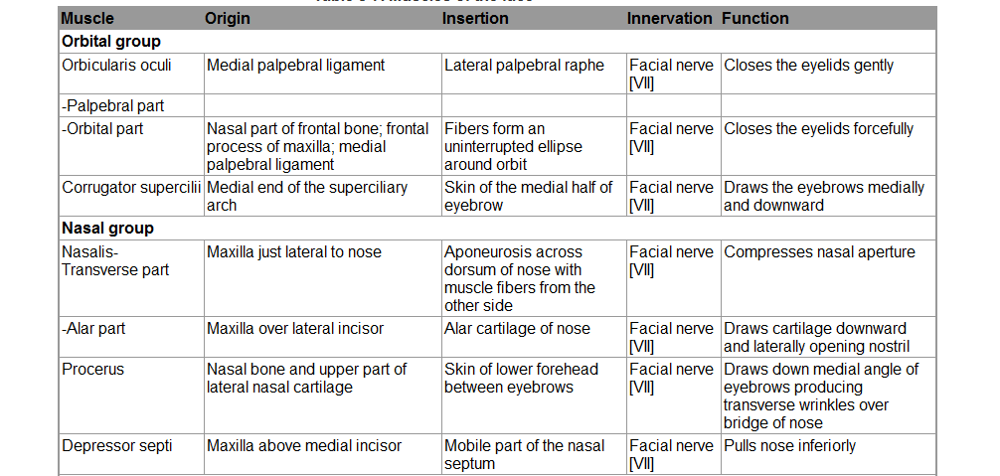 Muscle Origin Insertion Innervation Function
Orbital group
Orbicularis oculi Medial palpebral ligament Lateral palpebral raphe Facial nerve [VII] Closes the eyelids gently
-Palpebral part
-Orbital part Nasal part of frontal bone; frontal process of maxilla; medial palpebral ligament Fibers form an uninterrupted ellipse around orbit Facial nerve [VII] Closes the eyelids forcefully
Corrugator supercilii Medial end of the superciliary arch Skin of the medial half of eyebrow Facial nerve [VII] Draws the eyebrows medially and downward
Nasal group
Nasalis-Transverse part Maxilla just lateral to nose Aponeurosis across dorsum of nose with muscle fibers from the other side Facial nerve [VII] Compresses nasal aperture
-Alar part Maxilla over lateral incisor Alar cartilage of nose Facial nerve [VII] Draws cartilage downward and laterally opening nostril
Procerus Nasal bone and upper part of lateral nasal cartilage Skin of lower forehead between eyebrows Facial nerve [VII] Draws down medial angle of eyebrows producing transverse wrinkles over bridge of nose
Depressor septi Maxilla above medial incisor Mobile part of the nasal septum Facial nerve [VII] Pulls nose inferiorly